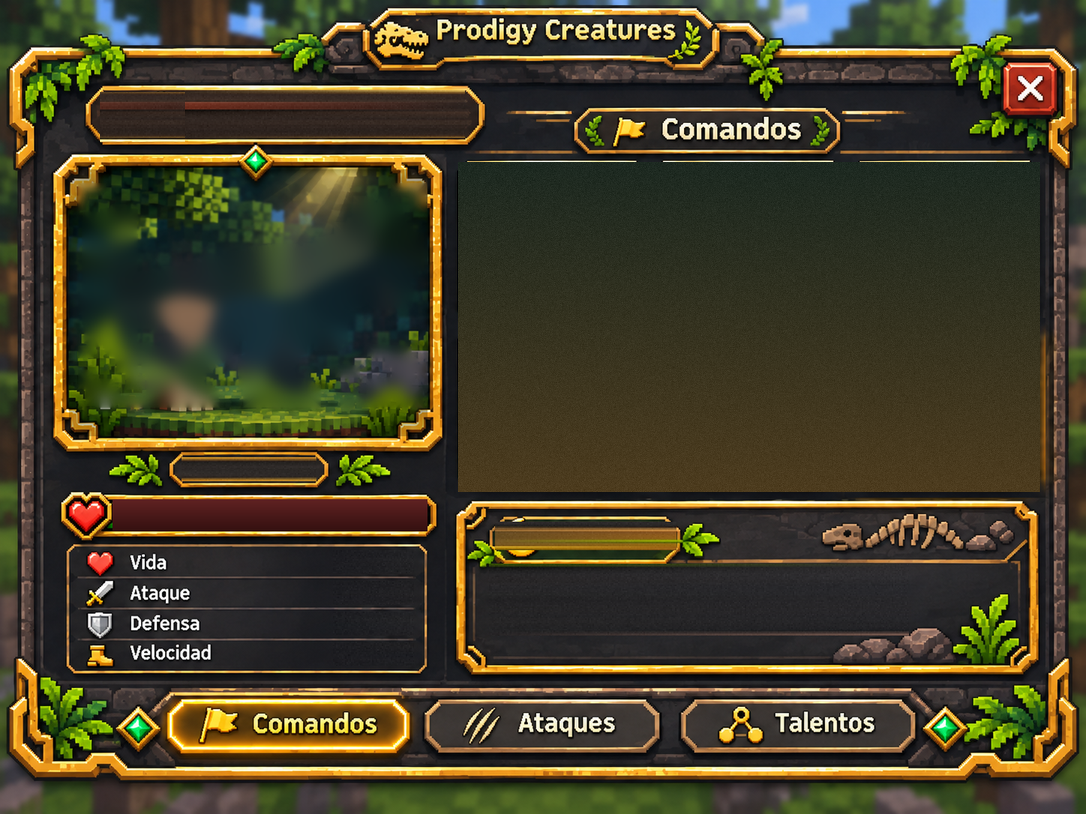 Prodigy Creatures
Comandos
Vida
Ataque
Defensa
Velocidad
Comandos
Ataques
Talentos